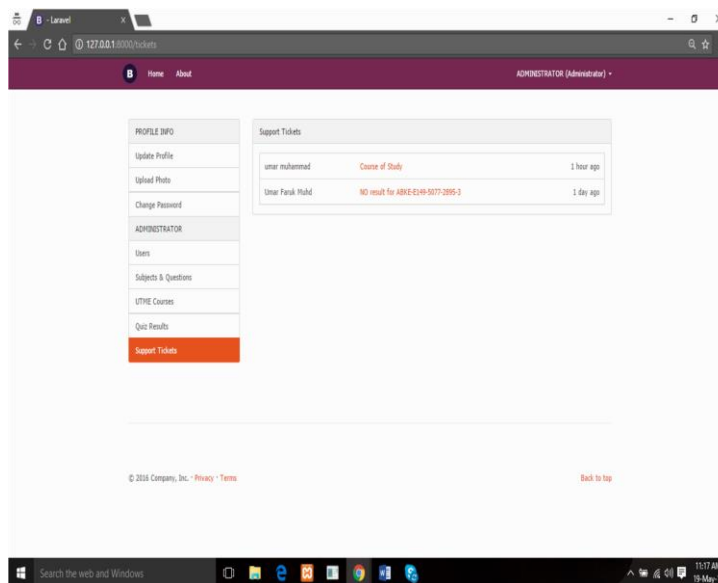 B - Laravel ×
127.0.0.1:8000/tickets
B Home About ADMINISTRATOR (Administrator)
PROFILE INFO
Update Profile
Upload Photo
Change Password
ADMINISTRATOR
Users
Subjects & Questions
UTME Courses
Quiz Results
Support Tickets
Support Tickets
umar muhammad Course of Study 1 hour ago
Umar Faruk Muhd NO result for ABKE-E149-5077-2895-3 1 day ago
© 2016 Company, Inc. · Privacy · Terms
Back to top
Search the web and Windows
11:17 AM
19-May